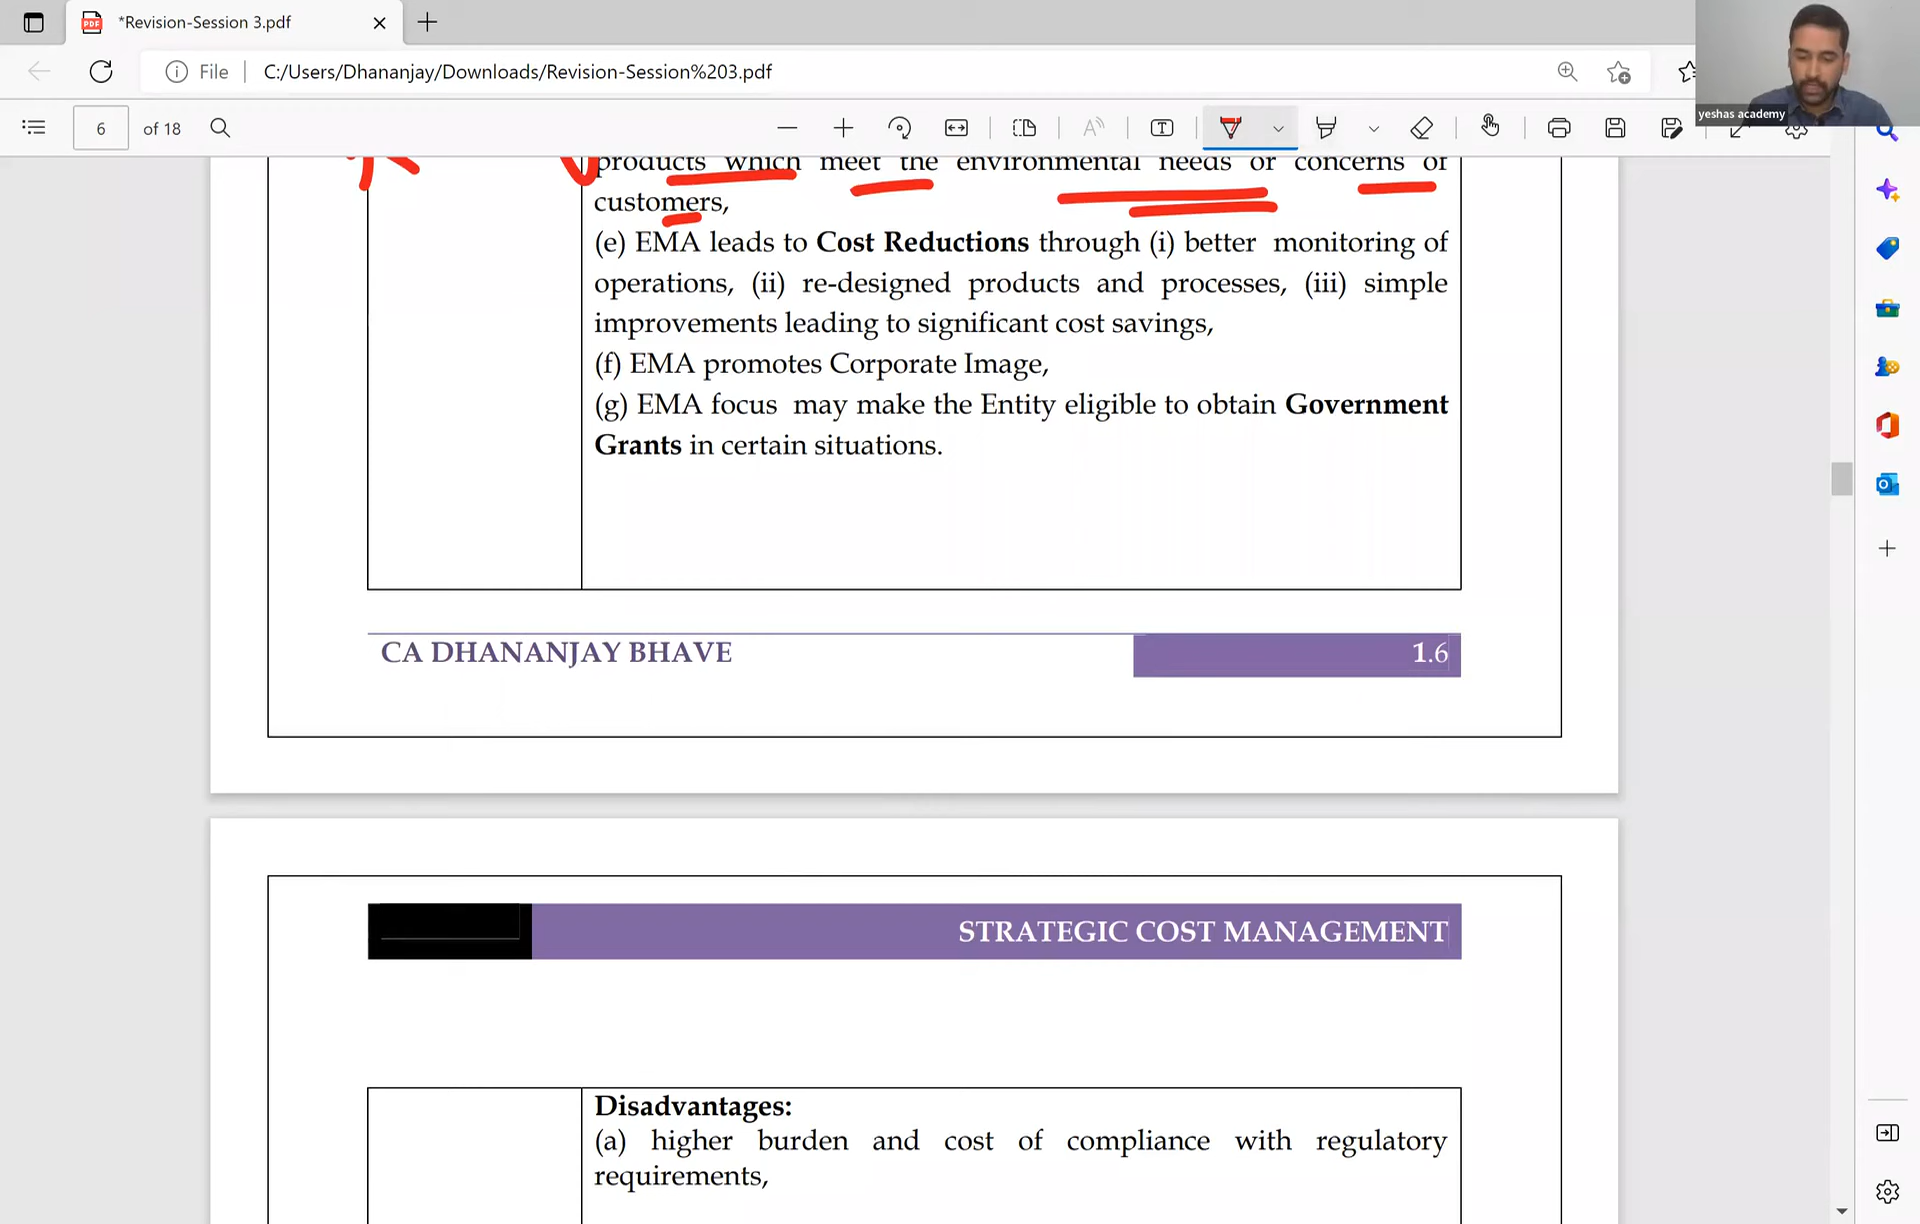 *Revision-Session 3.pdf
File
C:/Users/Dhananjay/Downloads/Revision-Session%203.pdf
yeshas academy
6 of 18
products which meet the environmental needs or concerns of
customers,
(e) EMA leads to Cost Reductions through (i) better monitoring of
operations, (ii) re-designed products and processes, (iii) simple
improvements leading to significant cost savings,
(f) EMA promotes Corporate Image,
(g) EMA focus may make the Entity eligible to obtain Government
Grants in certain situations.
CA DHANANJAY BHAVE 1.6
STRATEGIC COST MANAGEMENT
Disadvantages:
(a) higher burden and cost of compliance with regulatory
requirements,